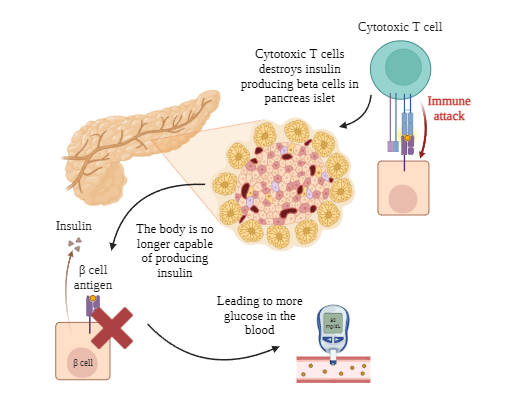 Cytotoxic T cell
Cytotoxic T cells
destroys insulin
producing beta cells in
pancreas islet
Immune
attack
Insulin
The body is no
longer capable
of producing
insulin
β cell
antigen
Leading to more
glucose in the
blood
mg/dL
β cell